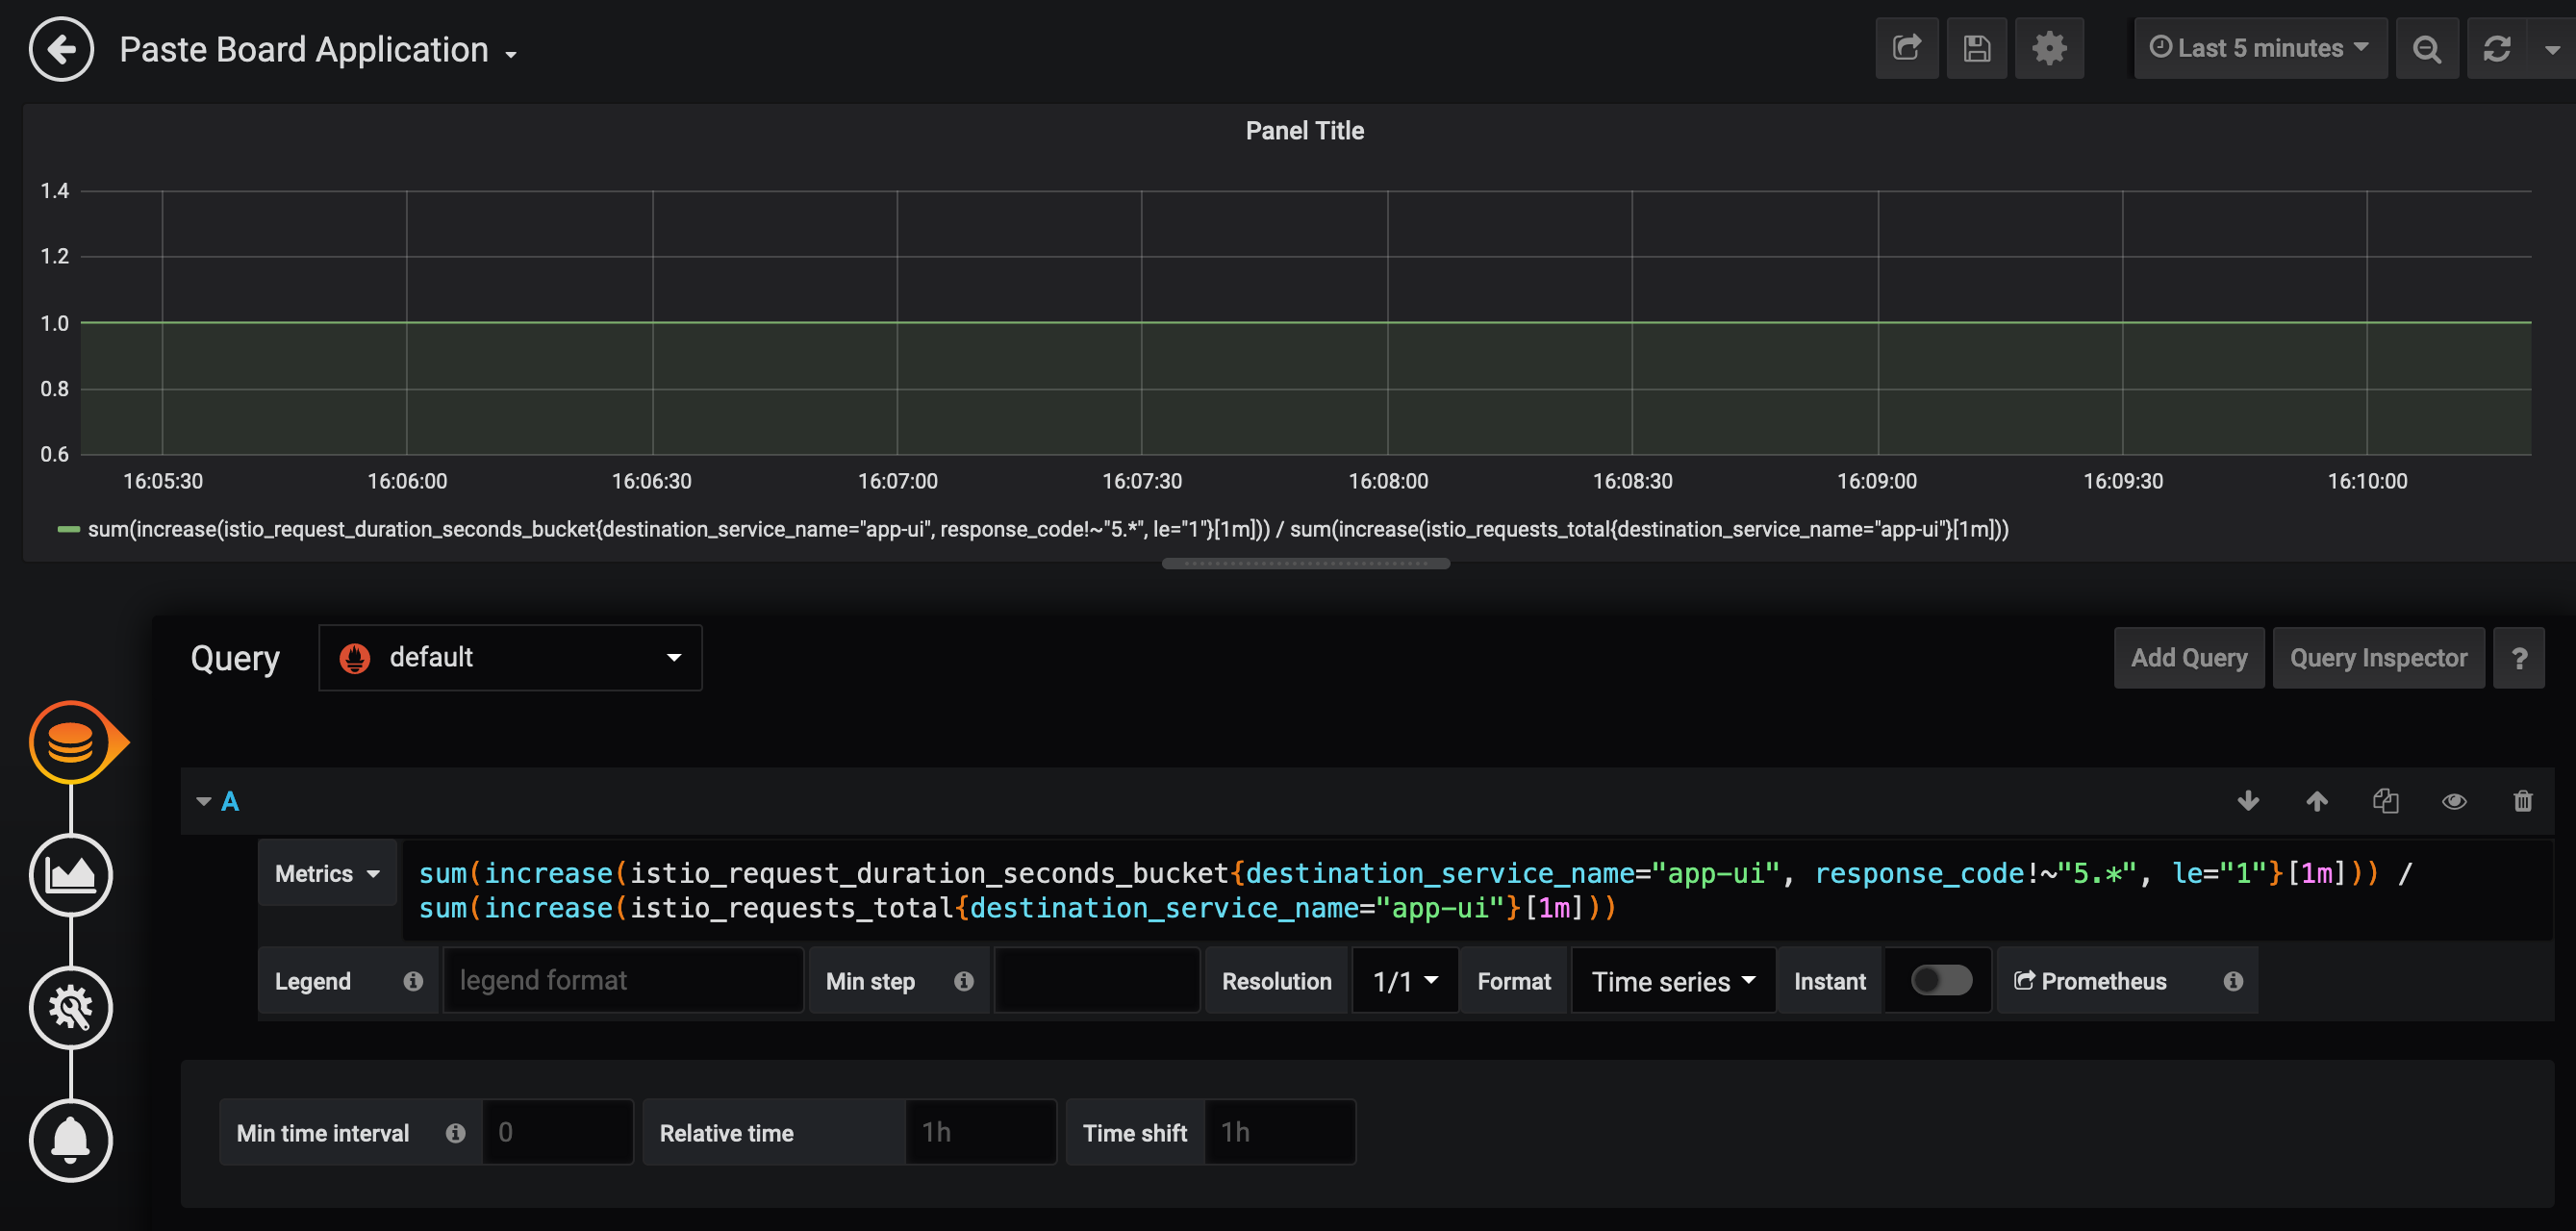 Paste Board Application
Last 5 minutes
Panel Title
1.4
1.2
1.0
0.8
0.6
16:05:30 16:06:00 16:06:30 16:07:00 16:07:30 16:08:00 16:08:30 16:09:00 16:09:30 16:10:00
sum(increase(istio_request_duration_seconds_bucket{destination_service_name="app-ui", response_code!~"5.*", le="1"}[1m])) / sum(increase(istio_requests_total{destination_service_name="app-ui"}[1m]))
Query default Add Query Query Inspector ?
A
Metrics sum(increase(istio_request_duration_seconds_bucket{destination_service_name="app-ui", response_code!~"5.*", le="1"}[1m])) /
sum(increase(istio_requests_total{destination_service_name="app-ui"}[1m]))
Legend legend format Min step Resolution 1/1 Format Time series Instant Prometheus
Min time interval 0 Relative time 1h Time shift 1h